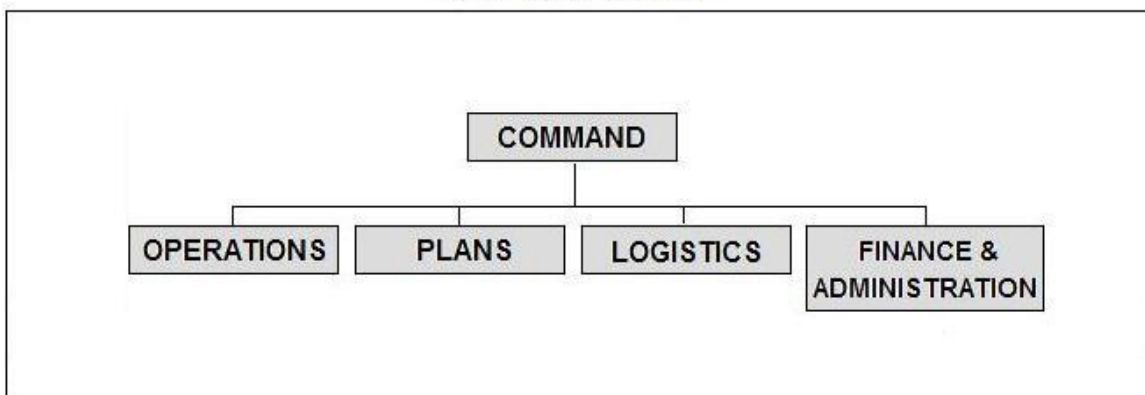 COMMAND
OPERATIONS
PLANS
LOGISTICS
FINANCE &
ADMINISTRATION